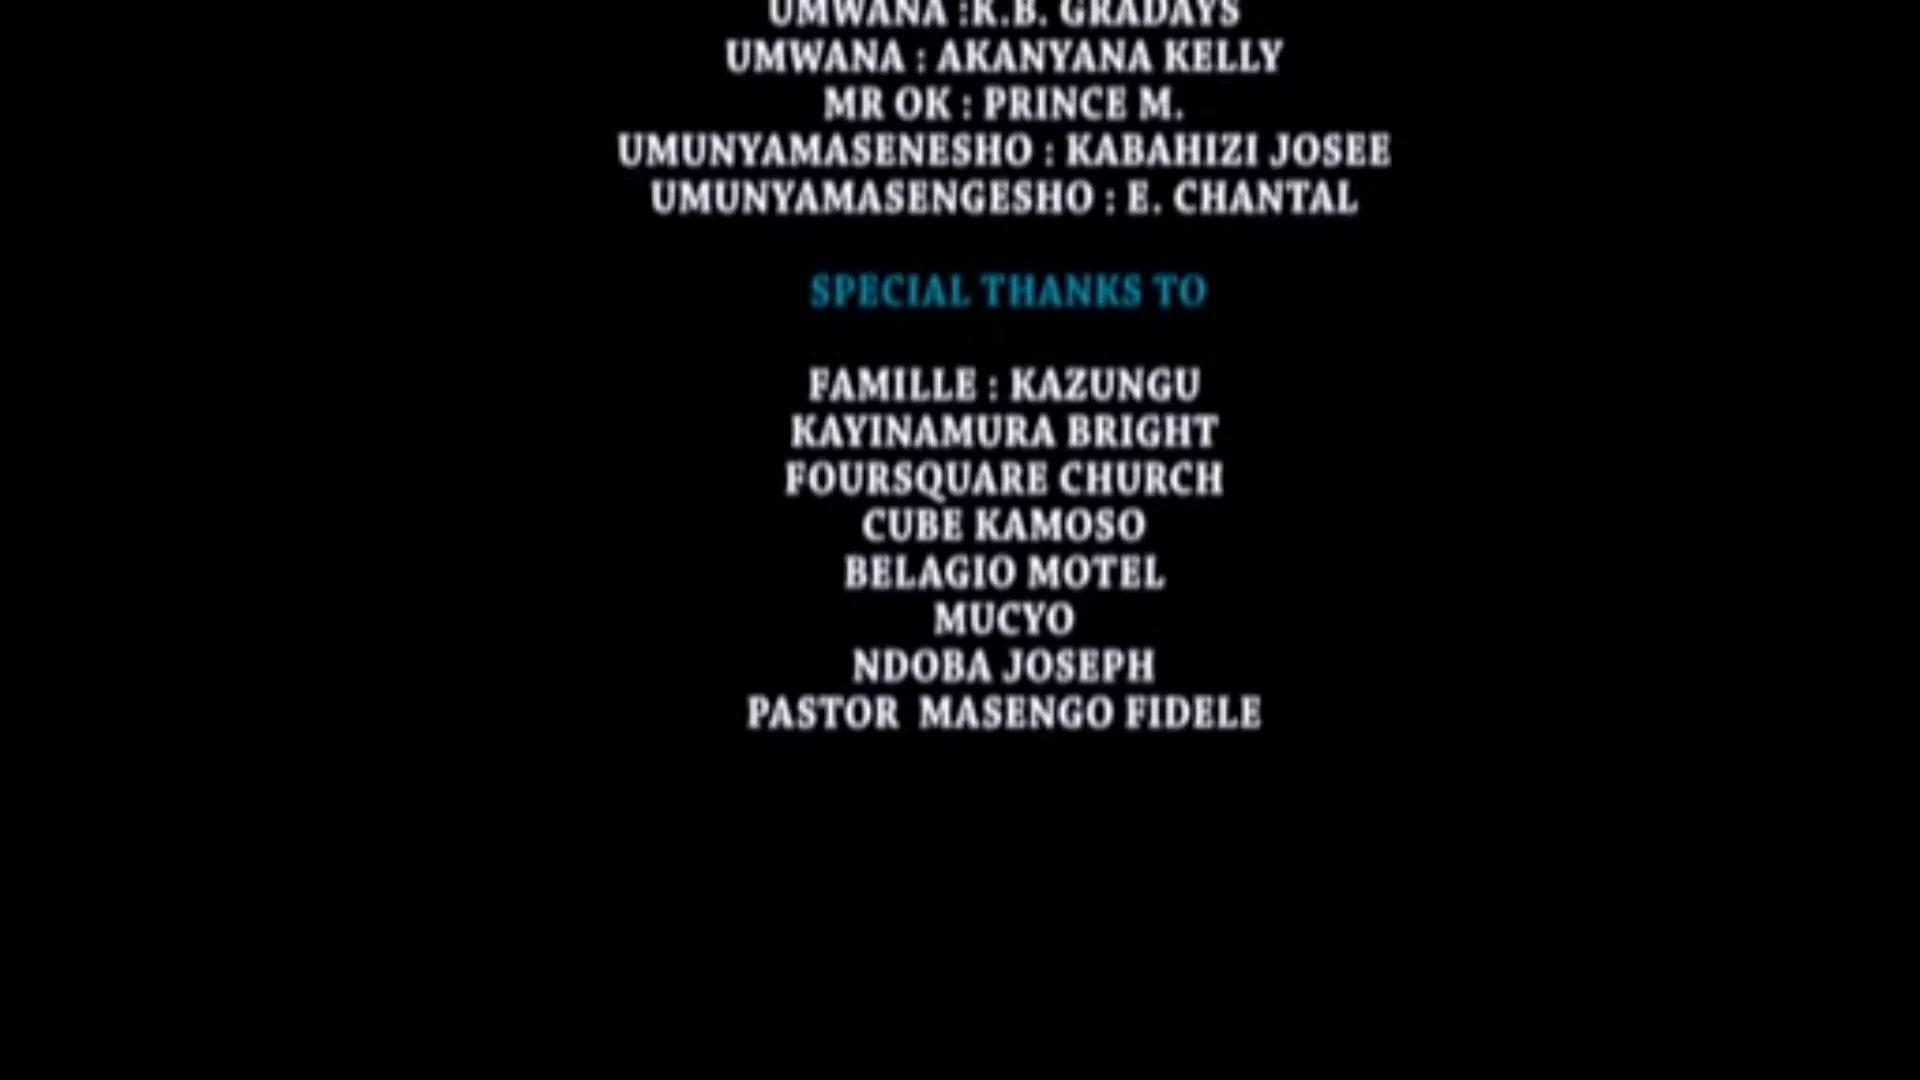 UMWANA :K.B. GRADAYS
UMWANA : AKANYANA KELLY
MR OK : PRINCE M.
UMUNYAMASENESHO : KABAHIZI JOSEE
UMUNYAMASENGESHO : E. CHANTAL
SPECIAL THANKS TO
FAMILLE : KAZUNGU
KAYINAMURA BRIGHT
FOURSQUARE CHURCH
CUBE KAMOSO
BELAGIO MOTEL
MUCYO
NDOBA JOSEPH
PASTOR MASENGO FIDELE